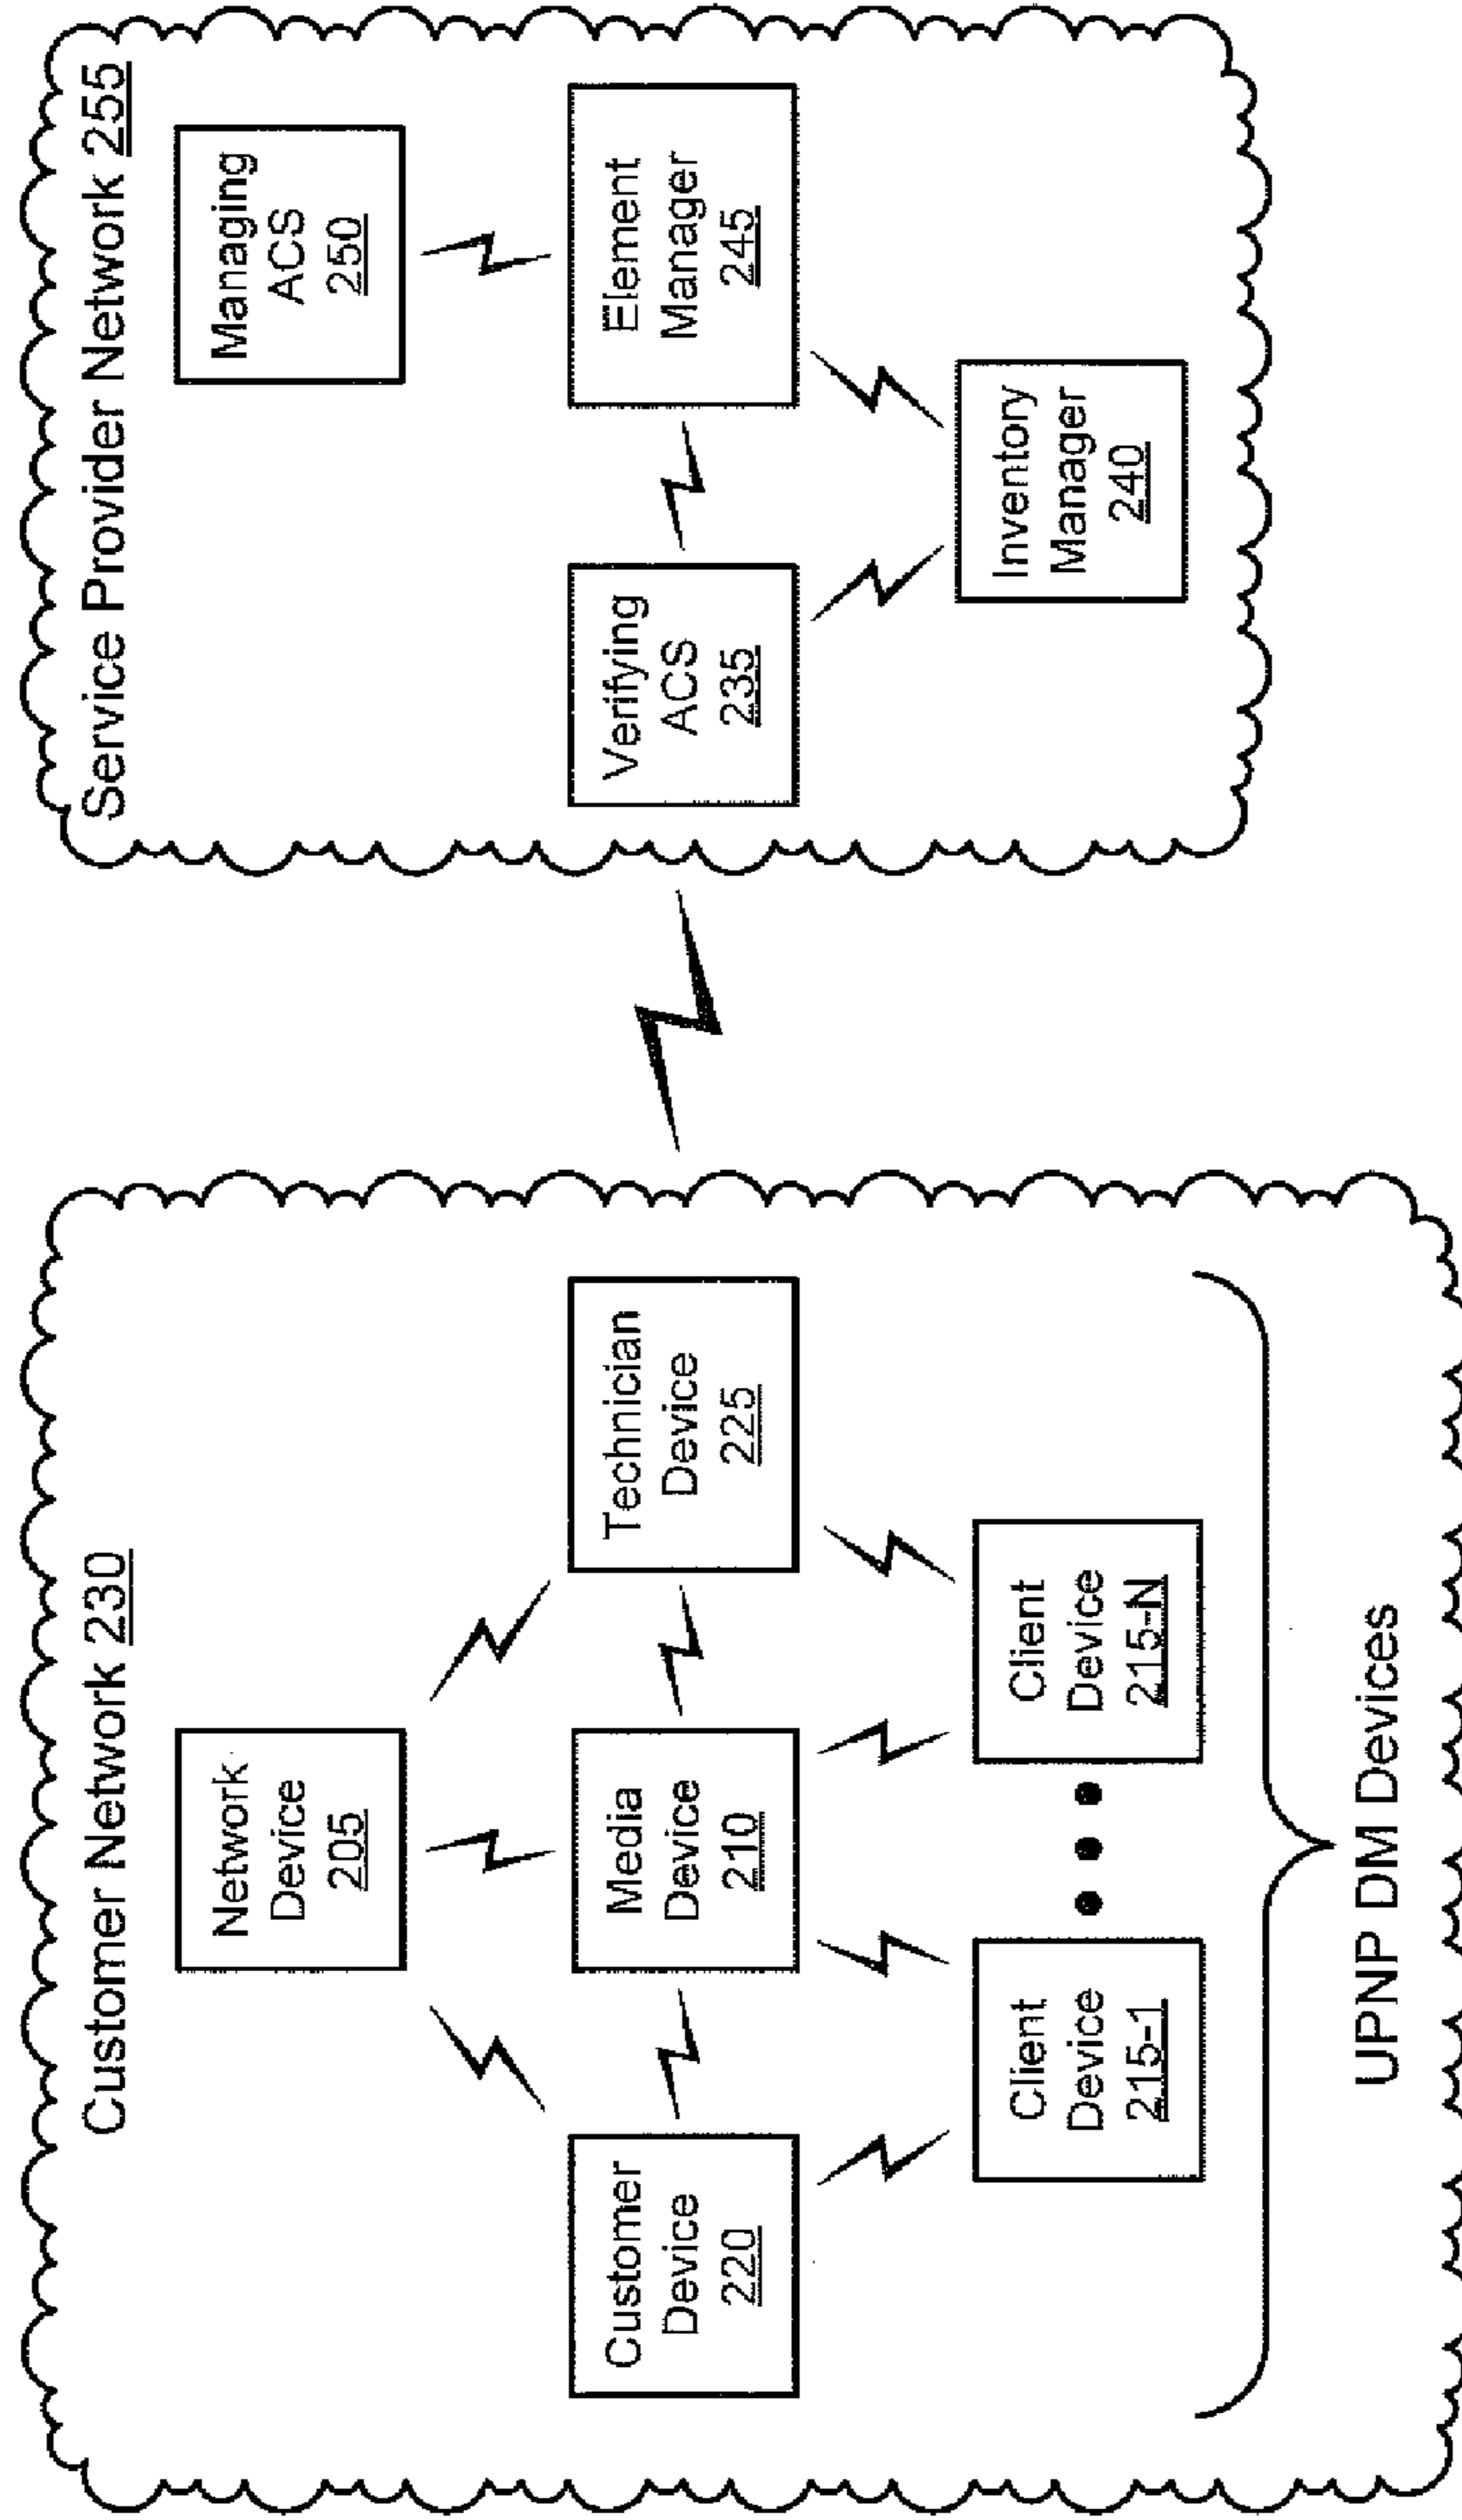 Customer Network 230
Network
Device
205
Customer
Device
220
Media
Device
210
Technician
Device
225
Client
Device
215-1
Client
Device
215-N
UPNP DM Devices
Service Provider Network 255
Managing
ACS
250
Verifying
ACS
235
Element
Manager
245
Inventory
Manager
240